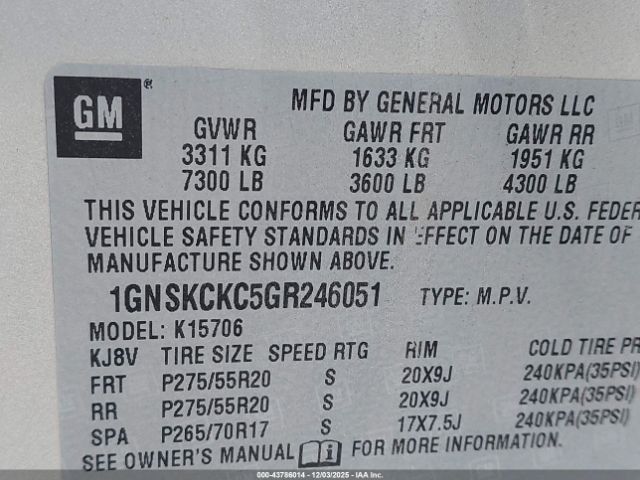 GM®
MFD BY GENERAL MOTORS LLC
GVWR GAWR FRT GAWR RR
3311 KG 1633 KG 1951 KG
7300 LB 3600 LB 4300 LB
THIS VEHICLE CONFORMS TO ALL APPLICABLE U.S. FEDER
VEHICLE SAFETY STANDARDS IN EFFECT ON THE DATE OF
MANUFACTURE SHOWN ABOVE.
1GNSKCKC5GR246051 TYPE: M.P.V.
MODEL: K15706
KJ8V TIRE SIZE SPEED RTG RIM COLD TIRE PR
FRT P275/55R20 S 20X9J 240KPA(35PSI)
RR P275/55R20 S 20X9J 240KPA(35PSI)
SPA P265/70R17 S 17X7.5J 240KPA(35PSI)
SEE OWNER'S MANUAL i FOR MORE INFORMATION.
000-43786014 - 12/03/2025 - IAA Inc.